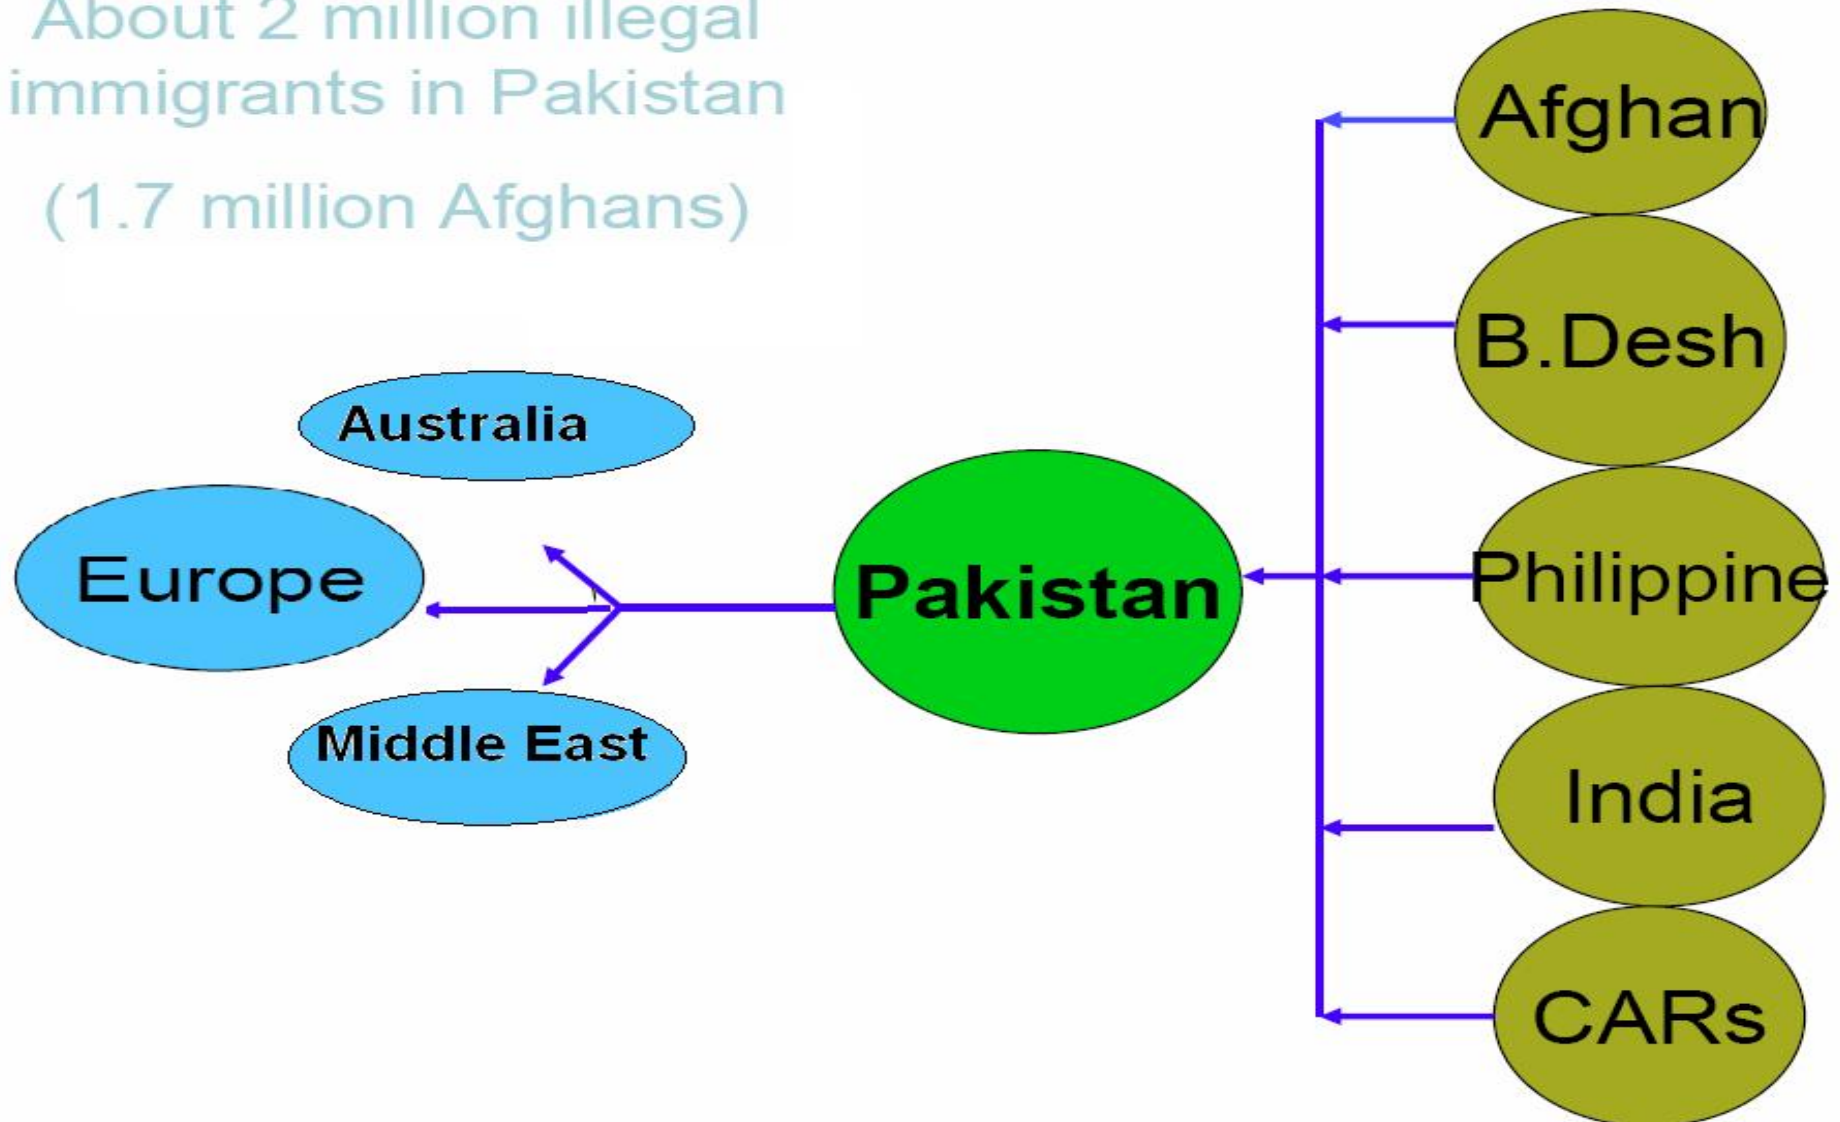 About 2 million illegal
immigrants in Pakistan
(1.7 million Afghans)
Afghan
B.Desh
Australia
Europe
Pakistan
Philippine
Middle East
India
CARs